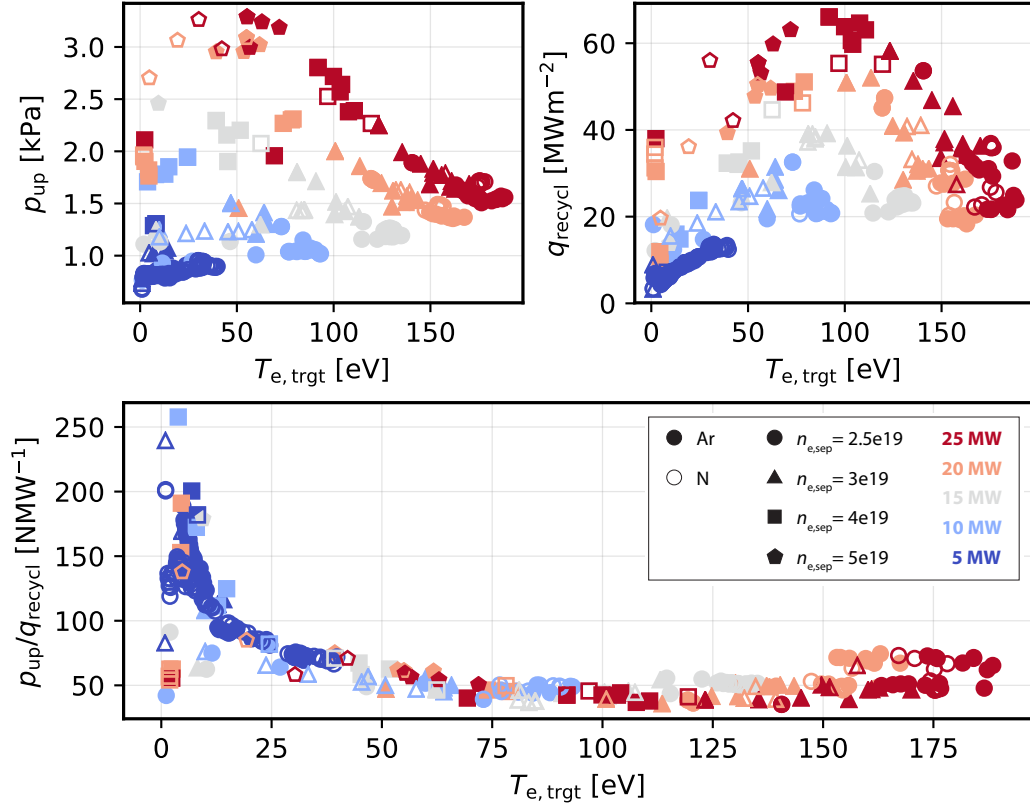 3.0
2.5
2.0
1.5
1.0
p_up [kPa]
0 50 100 150
T_e, trgt [eV]
60
40
20
0
q_recycl [MWm⁻²]
0 50 100 150
T_e, trgt [eV]
250
200
150
100
50
p_up/q_recycl [NMW⁻¹]
0 25 50 75 100 125 150 175
T_e, trgt [eV]
Ar n_e,sep = 2.5e19 25 MW
N n_e,sep = 3e19 20 MW
15 MW
n_e,sep = 4e19 10 MW
n_e,sep = 5e19 5 MW